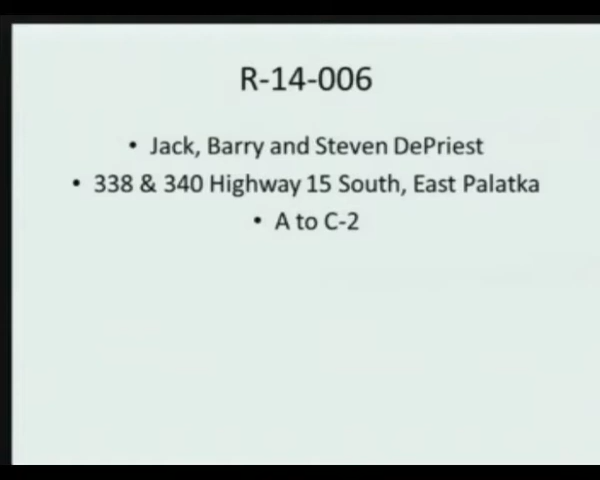 R-14-006
• Jack, Barry and Steven DePriest
• 338 & 340 Highway 15 South, East Palatka
• A to C-2